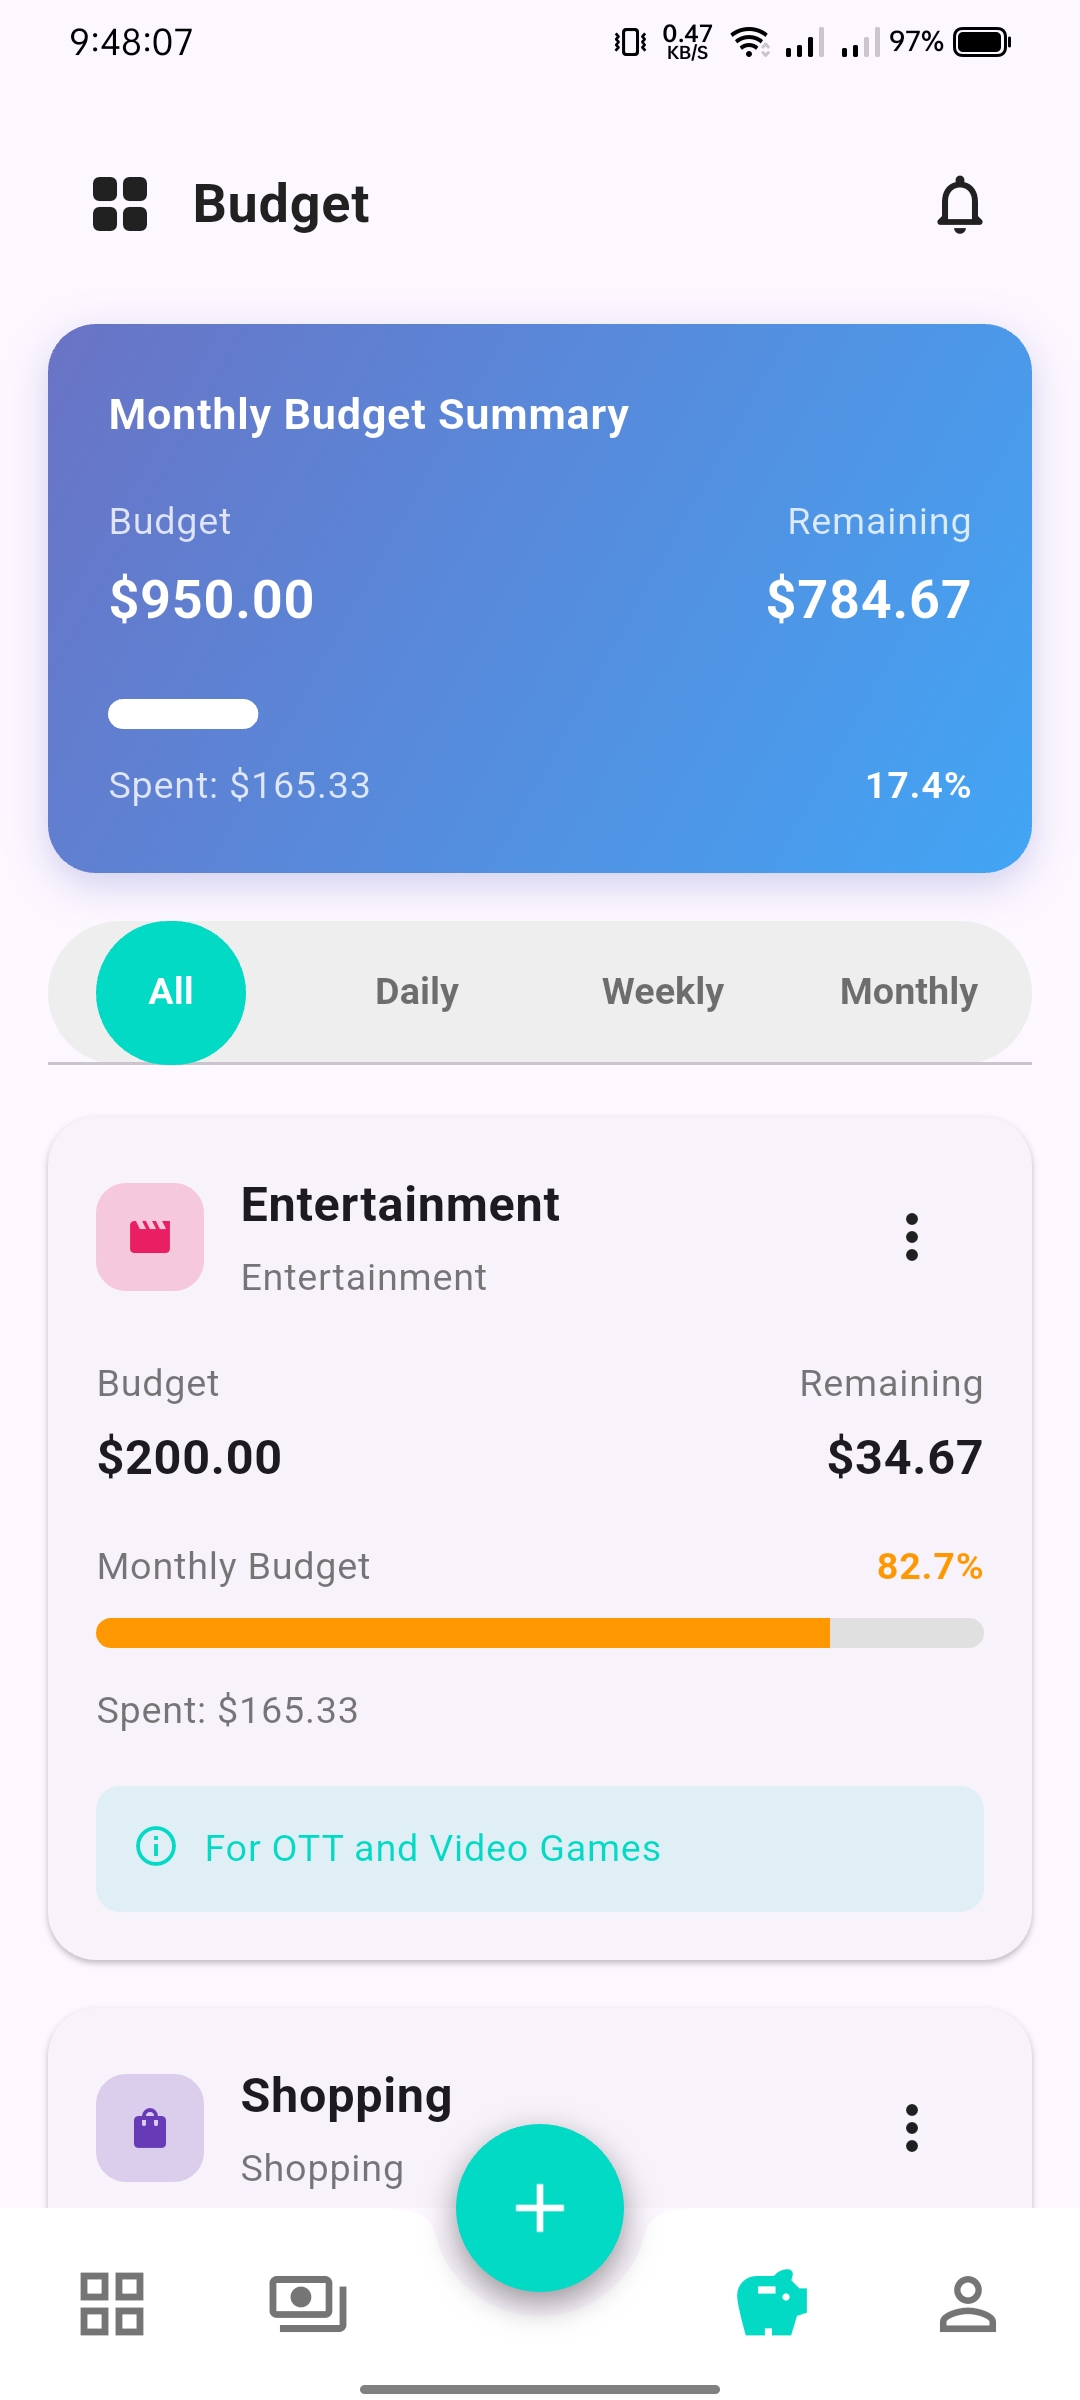 9:48:07
0.47 KB/S
97%
Budget
Monthly Budget Summary
Budget Remaining
$950.00 $784.67
Spent: $165.33 17.4%
All Daily Weekly Monthly
Entertainment
Entertainment
Budget Remaining
$200.00 $34.67
Monthly Budget 82.7%
Spent: $165.33
For OTT and Video Games
Shopping
Shopping